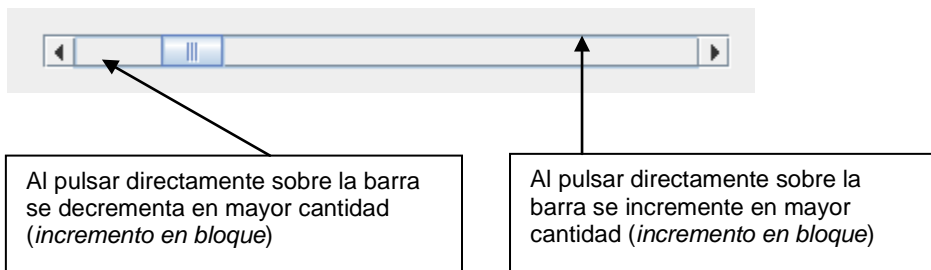 Al pulsar directamente sobre la barra
se decrementa en mayor cantidad
(incremento en bloque)
Al pulsar directamente sobre la
barra se incremente en mayor
cantidad (incremento en bloque)